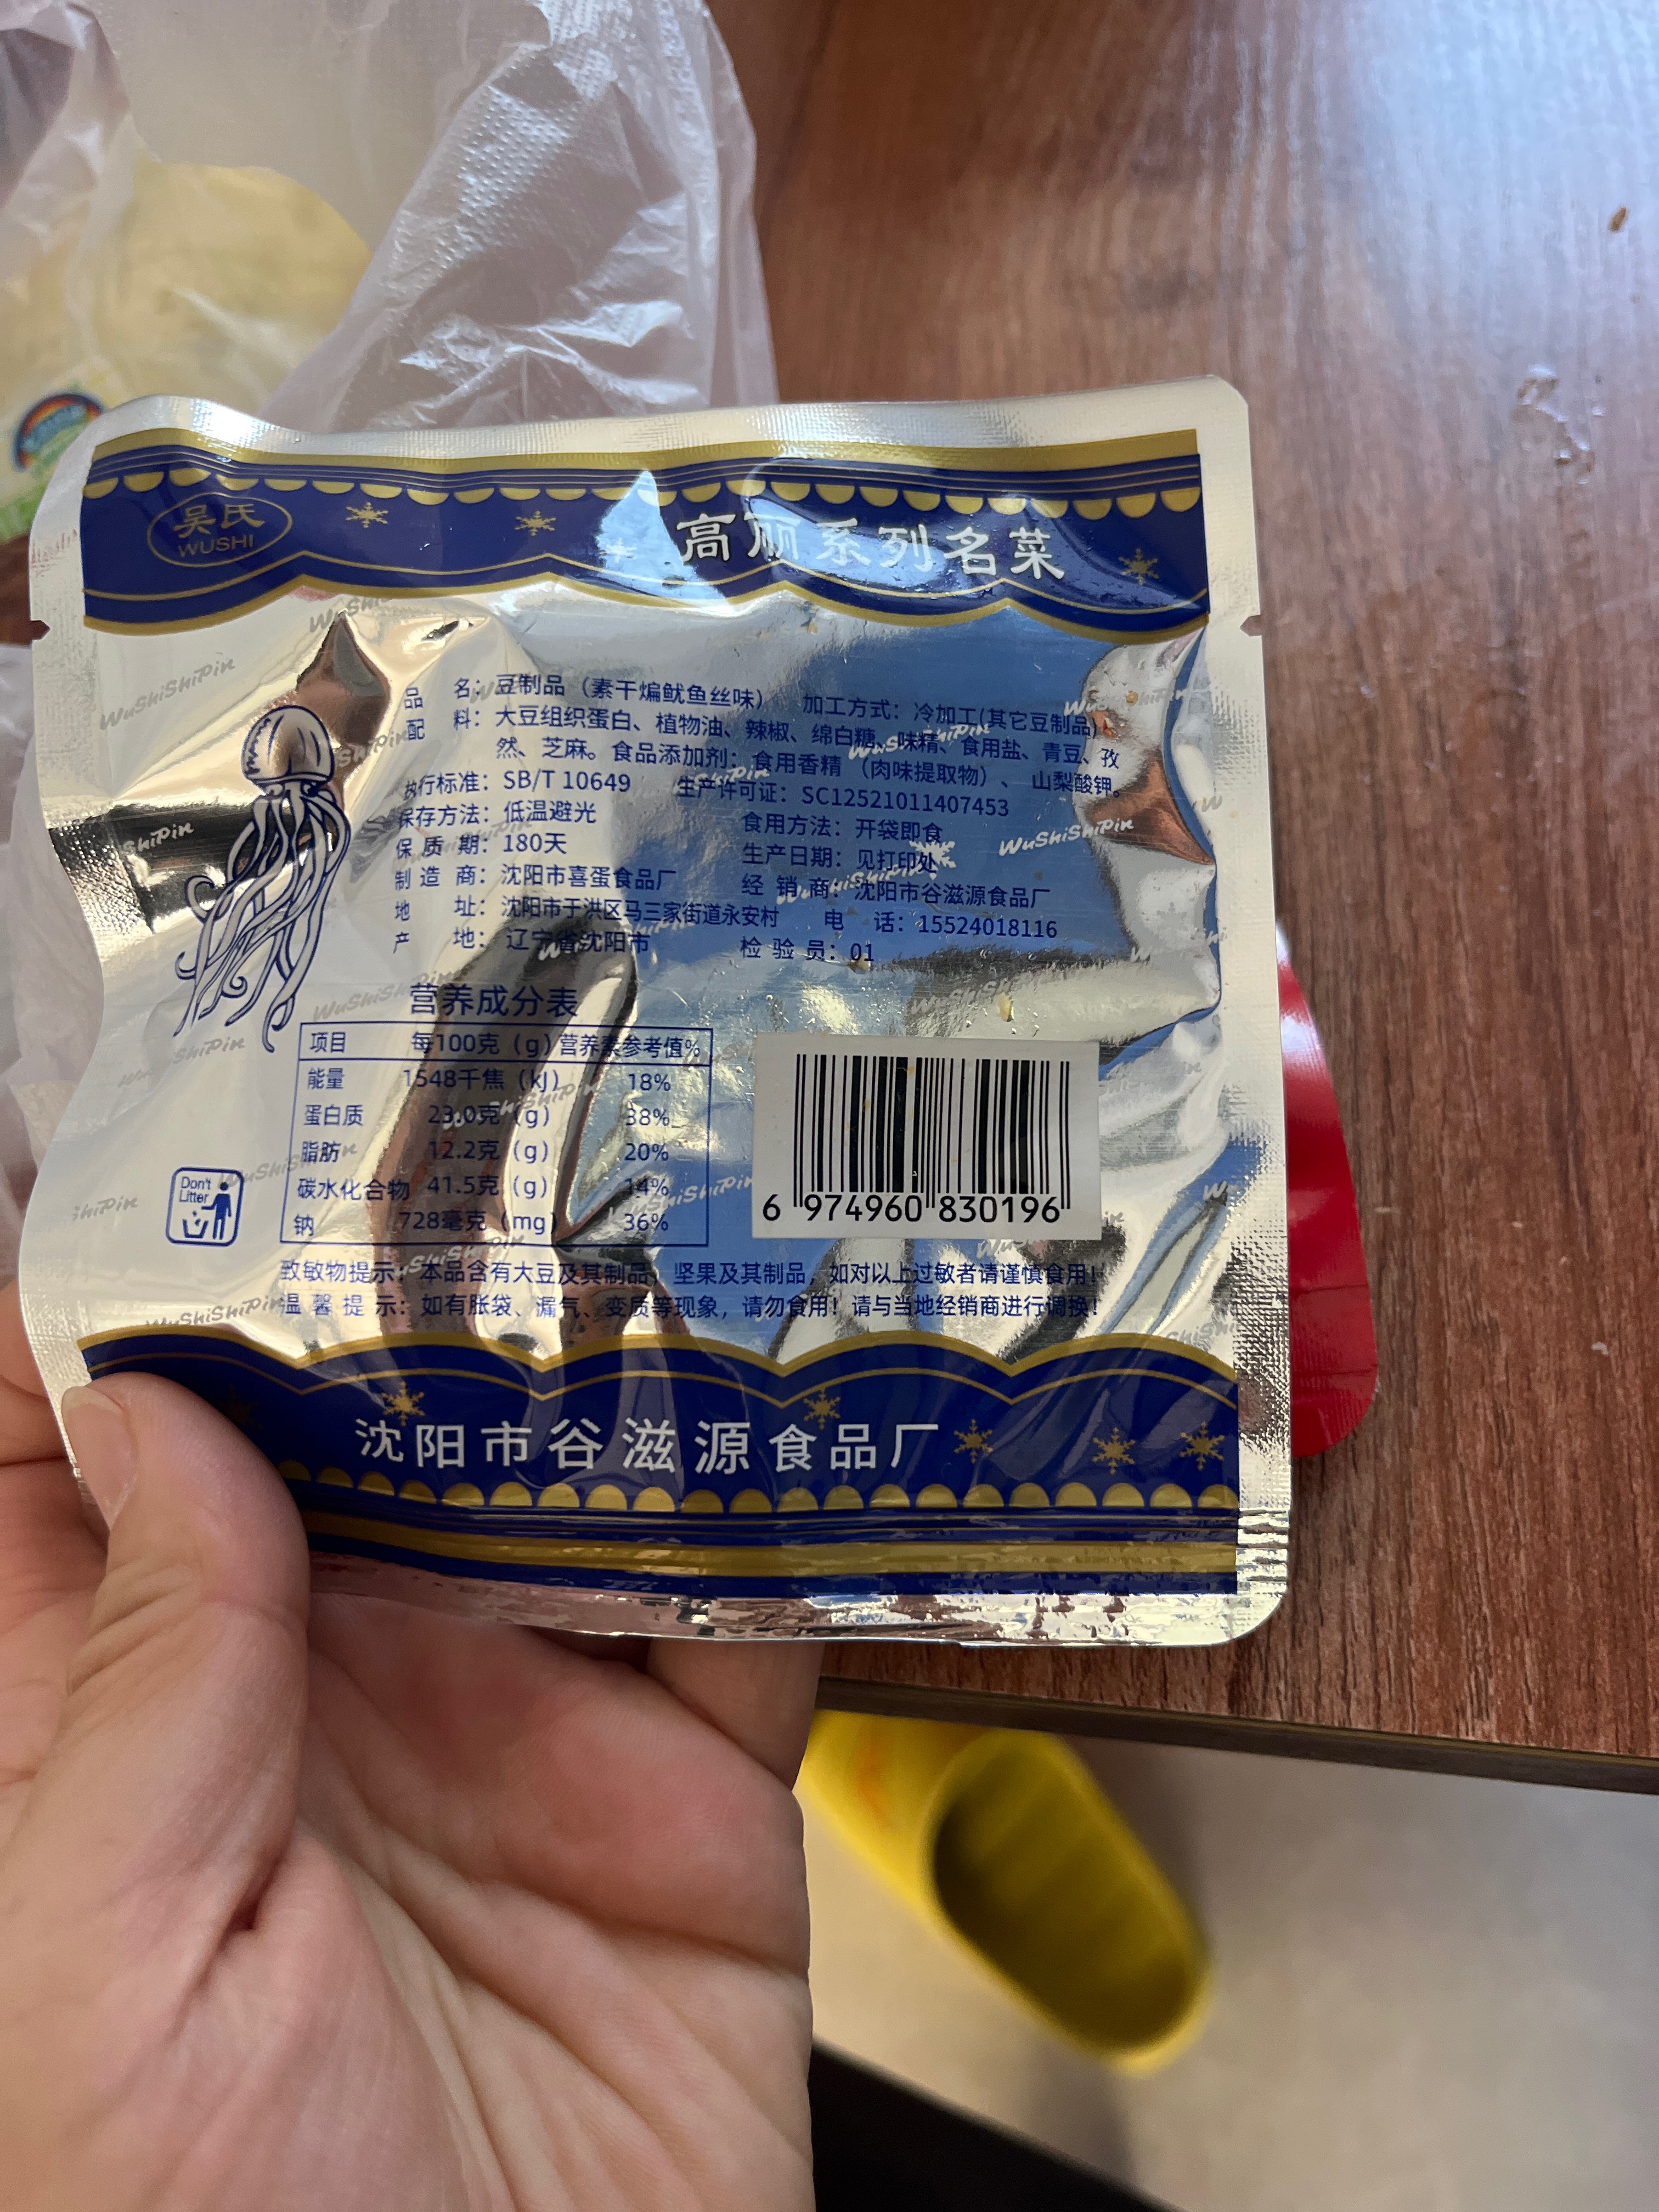 吴氏
WUSHI
高丽系列名菜
品 名：豆制品（素干煸鱿鱼丝味） 加工方式：冷加工(其它豆制品)
配 料：大豆组织蛋白、植物油、辣椒、绵白糖、味精、食用盐、青豆、孜
然、芝麻。食品添加剂：食用香精（肉味提取物）、山梨酸钾。
执行标准：SB/T 10649 生产许可证：SC12521011407453
保存方法：低温避光 食用方法：开袋即食
保 质 期：180天 生产日期：见打印处
制 造 商：沈阳市喜蛋食品厂 经 销 商：沈阳市谷滋源食品厂
地 址：沈阳市于洪区马三家街道永安村 电 话：15524018116
产 地：辽宁省沈阳市 检 验 员：01
营养成分表
项目 每100克（g） 营养素参考值%
能量 1548千焦（kJ） 18%
蛋白质 23.0克（g） 38%
脂肪 12.2克（g） 20%
碳水化合物 41.5克（g） 14%
钠 728毫克（mg） 36%
6 974960 830196
Don't
Litter
致敏物提示：本品含有大豆及其制品，坚果及其制品，如对以上过敏者请谨慎食用！
温 馨 提 示：如有胀袋、漏气、变质等现象，请勿食用！请与当地经销商进行调换！
沈阳市谷滋源食品厂
WuShiShiPin